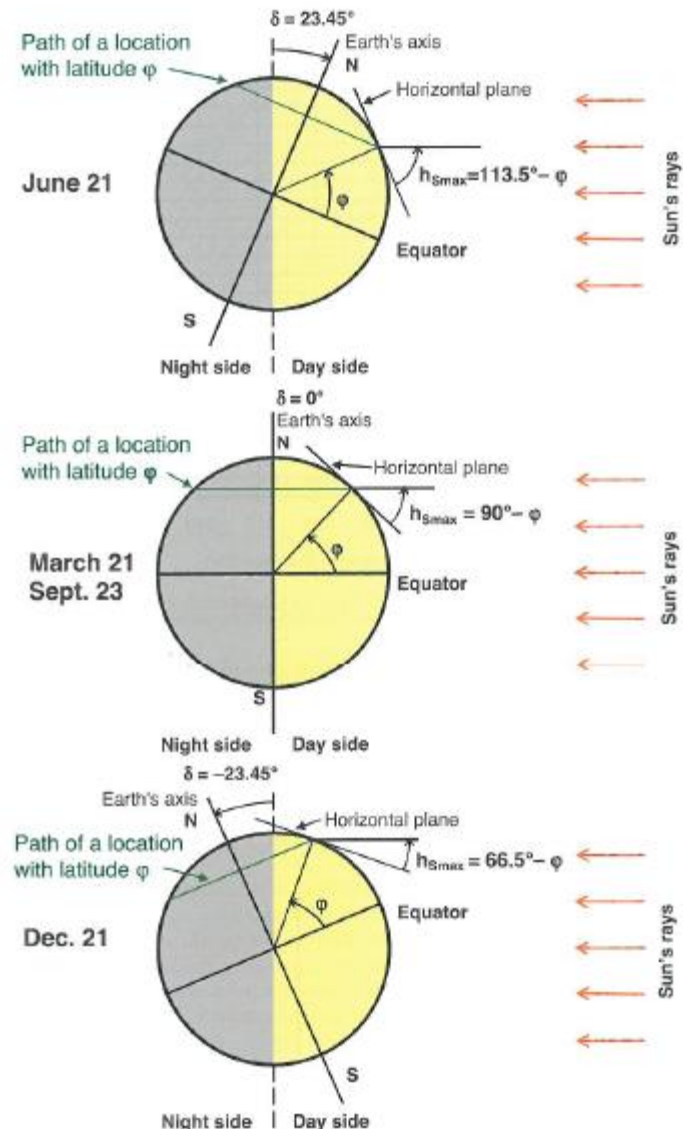 δ = 23.45°
Path of a location
with latitude φ
Earth's axis
N
Horizontal plane
June 21
hSmax=113.5°– φ
φ
Equator
S
Sun's rays
Night side
Day side
δ = 0°
Earth's axis
N
Path of a location
with latitude φ
Horizontal plane
hSmax = 90°– φ
φ
March 21
Sept. 23
Equator
S
Sun's rays
Night side
Day side
δ = –23.45°
Earth's axis
N
Horizontal plane
Path of a location
with latitude φ
hSmax = 66.5°– φ
φ
Equator
Dec. 21
S
Sun's rays
Night side
Day side